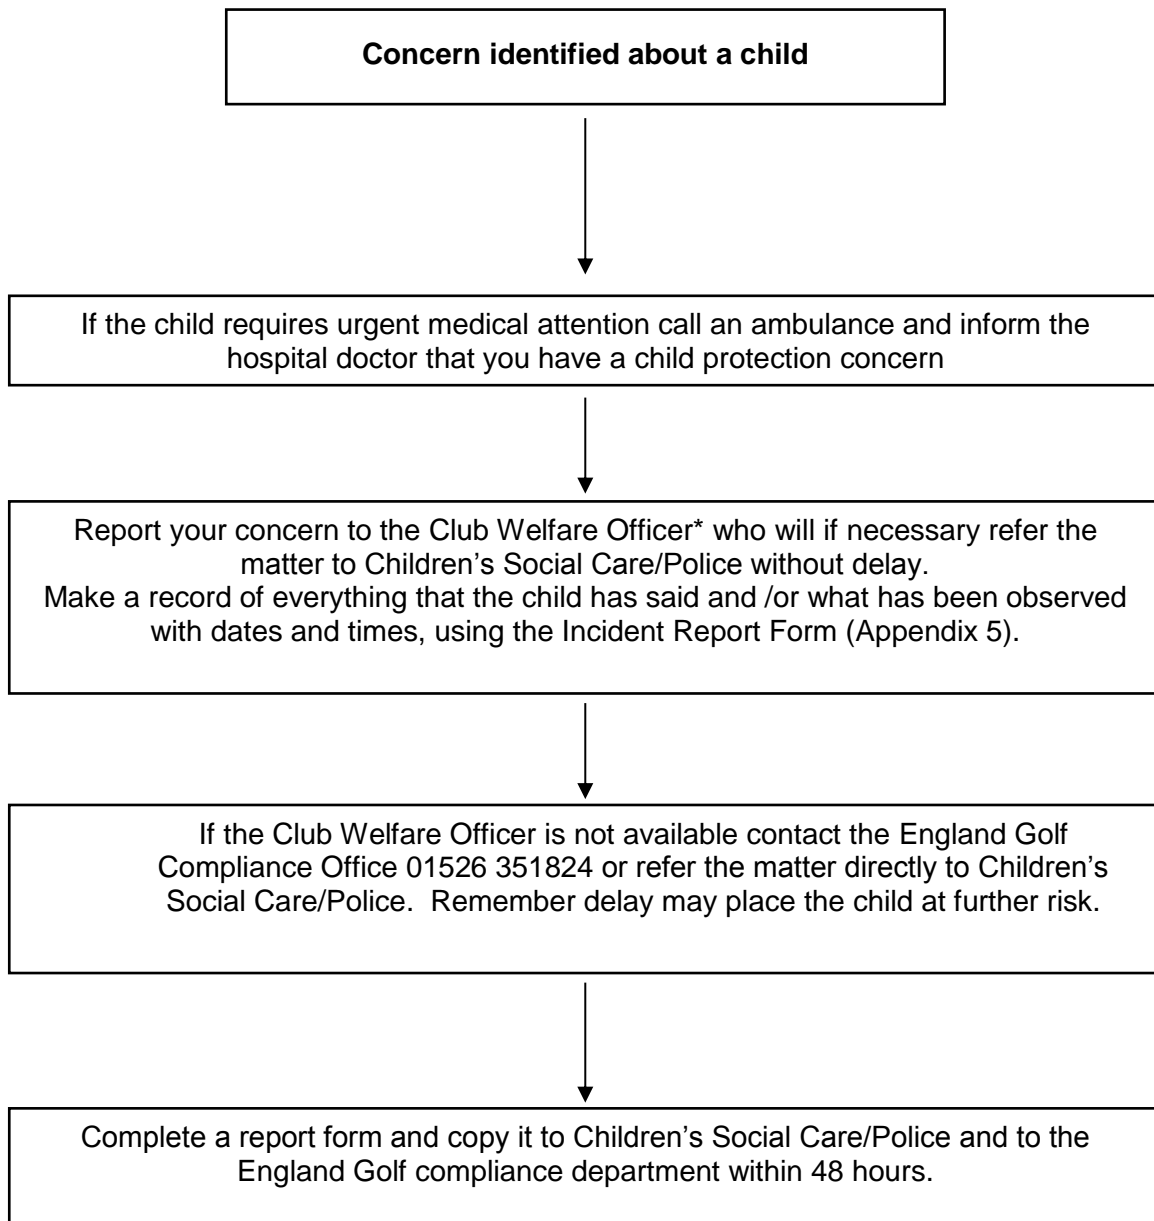 Concern identified about a child
If the child requires urgent medical attention call an ambulance and inform the
hospital doctor that you have a child protection concern
Report your concern to the Club Welfare Officer* who will if necessary refer the
matter to Children’s Social Care/Police without delay.
Make a record of everything that the child has said and /or what has been observed
with dates and times, using the Incident Report Form (Appendix 5).
If the Club Welfare Officer is not available contact the England Golf
Compliance Office 01526 351824 or refer the matter directly to Children’s
Social Care/Police.  Remember delay may place the child at further risk.
Complete a report form and copy it to Children’s Social Care/Police and to the
England Golf compliance department within 48 hours.